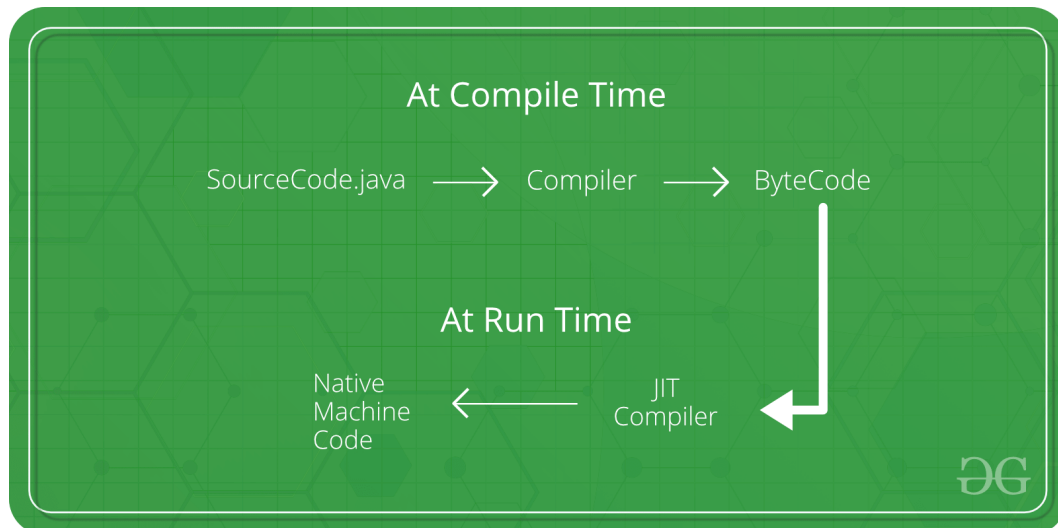 At Compile Time
SourceCode.java
Compiler
ByteCode
At Run Time
Native
Machine
Code
JIT
Compiler